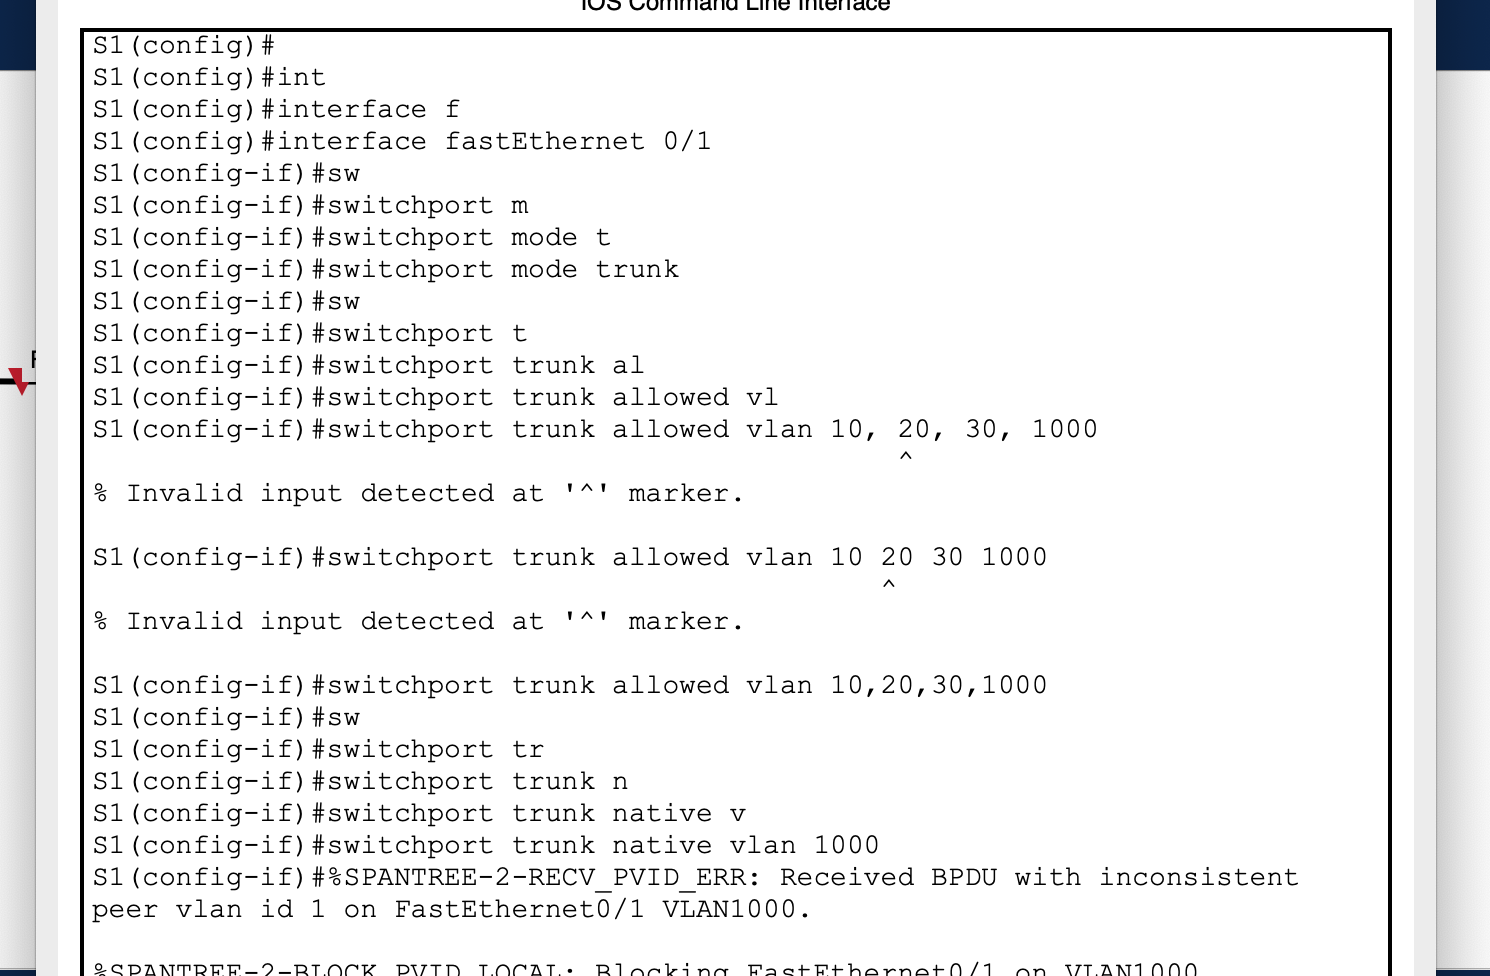 IOS Command Line Interface
S1(config)#
S1(config)#int
S1(config)#interface f
S1(config)#interface fastEthernet 0/1
S1(config-if)#sw
S1(config-if)#switchport m
S1(config-if)#switchport mode t
S1(config-if)#switchport mode trunk
S1(config-if)#sw
S1(config-if)#switchport t
S1(config-if)#switchport trunk al
S1(config-if)#switchport trunk allowed vl
S1(config-if)#switchport trunk allowed vlan 10, 20, 30, 1000
^
% Invalid input detected at '^' marker.
S1(config-if)#switchport trunk allowed vlan 10 20 30 1000
^
% Invalid input detected at '^' marker.
S1(config-if)#switchport trunk allowed vlan 10,20,30,1000
S1(config-if)#sw
S1(config-if)#switchport tr
S1(config-if)#switchport trunk n
S1(config-if)#switchport trunk native v
S1(config-if)#switchport trunk native vlan 1000
S1(config-if)#%SPANTREE-2-RECV_PVID_ERR: Received BPDU with inconsistent
peer vlan id 1 on FastEthernet0/1 VLAN1000.
%SPANTREE-2-BLOCK_PVID_LOCAL: Blocking FastEthernet0/1 on VLAN1000